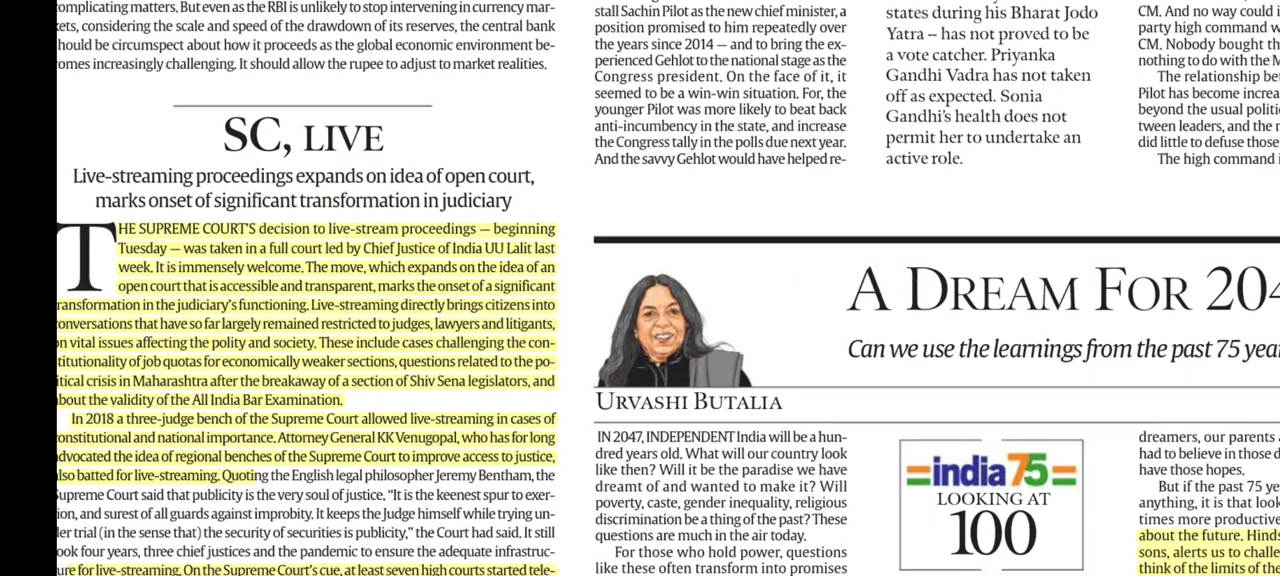 omplicating matters. But even as the RBI is unlikely to stop intervening in currency mar-
kets, considering the scale and speed of the drawdown of its reserves, the central bank
hould be circumspect about how it proceeds as the global economic environment be-
omes increasingly challenging. It should allow the rupee to adjust to market realities.
SC, LIVE
Live-streaming proceedings expands on idea of open court,
marks onset of significant transformation in judiciary
THE SUPREME COURT'S decision to live-stream proceedings — beginning
Tuesday — was taken in a full court led by Chief Justice of India UU Lalit last
week. It is immensely welcome. The move, which expands on the idea of an
open court that is accessible and transparent, marks the onset of a significant
ransformation in the judiciary's functioning. Live-streaming directly brings citizens into
onversations that have so far largely remained restricted to judges, lawyers and litigants,
on vital issues affecting the polity and society. These include cases challenging the con-
titutionality of job quotas for economically weaker sections, questions related to the po-
itical crisis in Maharashtra after the breakaway of a section of Shiv Sena legislators, and
about the validity of the All India Bar Examination.
In 2018 a three-judge bench of the Supreme Court allowed live-streaming in cases of
onstitutional and national importance. Attorney General KK Venugopal, who has for long
advocated the idea of regional benches of the Supreme Court to improve access to justice,
also batted for live-streaming. Quoting the English legal philosopher Jeremy Bentham, the
Supreme Court said that publicity is the very soul of justice. "It is the keenest spur to exer-
ion, and surest of all guards against improbity. It keeps the Judge himself while trying un-
der trial (in the sense that) the security of securities is publicity," the Court had said. It still
ook four years, three chief justices and the pandemic to ensure the adequate infrastruc-
ure for live-streaming. On the Supreme Court's cue, at least seven high courts started tele-
stall Sachin Pilot as the new chief minister, a
position promised to him repeatedly over
the years since 2014 — and to bring the ex-
perienced Gehlot to the national stage as the
Congress president. On the face of it, it
seemed to be a win-win situation. For, the
younger Pilot was more likely to beat back
anti-incumbency in the state, and increase
the Congress tally in the polls due next year.
And the savvy Gehlot would have helped re-
states during his Bharat Jodo
Yatra -- has not proved to be
a vote catcher. Priyanka
Gandhi Vadra has not taken
off as expected. Sonia
Gandhi's health does not
permit her to undertake an
active role.
CM. And no way could i
party high command w
CM. Nobody bought th
nothing to do with the M
The relationship be
Pilot has become increa
beyond the usual politi
tween leaders, and the r
did little to defuse those
The high command i
A DREAM FOR 204
Can we use the learnings from the past 75 year
URVASHI BUTALIA
IN 2047, INDEPENDENT India will be a hun-
dred years old. What will our country look
like then? Will it be the paradise we have
dreamt of and wanted to make it? Will
poverty, caste, gender inequality, religious
discrimination be a thing of the past? These
questions are much in the air today.
For those who hold power, questions
like these often transform into promises
india 75
LOOKING AT
100
dreamers, our parents a
had to believe in those d
have those hopes.
But if the past 75 ye
anything, it is that look
times more productive
about the future. Hinds
sons, alerts us to challe
think of the limits of the